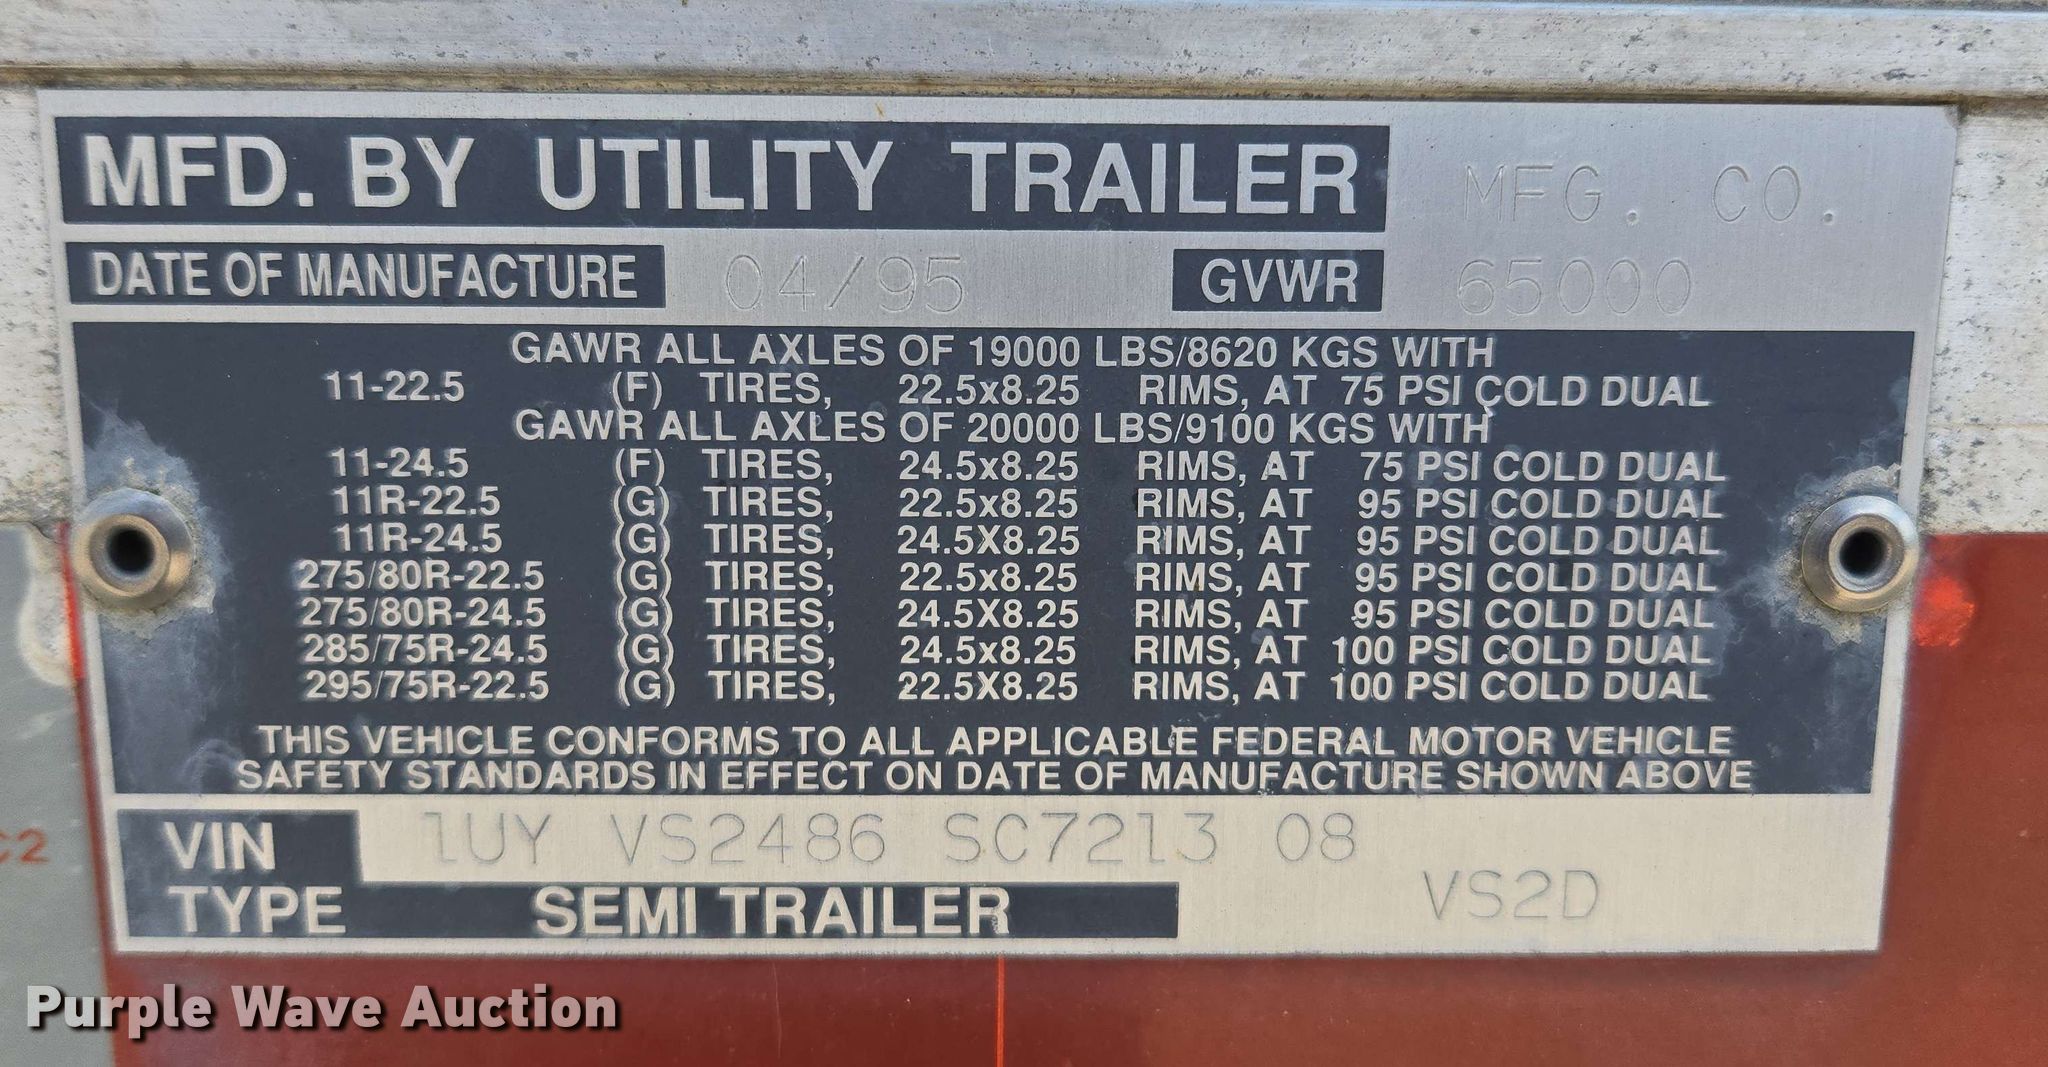 MFD. BY UTILITY TRAILER MFG. CO.
DATE OF MANUFACTURE 04/95 GVWR 65000
GAWR ALL AXLES OF 19000 LBS/8620 KGS WITH
11-22.5 (F) TIRES, 22.5x8.25 RIMS, AT 75 PSI COLD DUAL
GAWR ALL AXLES OF 20000 LBS/9100 KGS WITH
11-24.5 (F) TIRES, 24.5x8.25 RIMS, AT 75 PSI COLD DUAL
11R-22.5 (G) TIRES, 22.5x8.25 RIMS, AT 95 PSI COLD DUAL
11R-24.5 (G) TIRES, 24.5X8.25 RIMS, AT 95 PSI COLD DUAL
275/80R-22.5 (G) TIRES, 22.5x8.25 RIMS, AT 95 PSI COLD DUAL
275/80R-24.5 (G) TIRES, 24.5X8.25 RIMS, AT 95 PSI COLD DUAL
285/75R-24.5 (G) TIRES, 24.5x8.25 RIMS, AT 100 PSI COLD DUAL
295/75R-22.5 (G) TIRES, 22.5X8.25 RIMS, AT 100 PSI COLD DUAL
THIS VEHICLE CONFORMS TO ALL APPLICABLE FEDERAL MOTOR VEHICLE
SAFETY STANDARDS IN EFFECT ON DATE OF MANUFACTURE SHOWN ABOVE
VIN 1UY VS2486 SC7213 08
TYPE SEMI TRAILER VS2D
C2
Purple Wave Auction